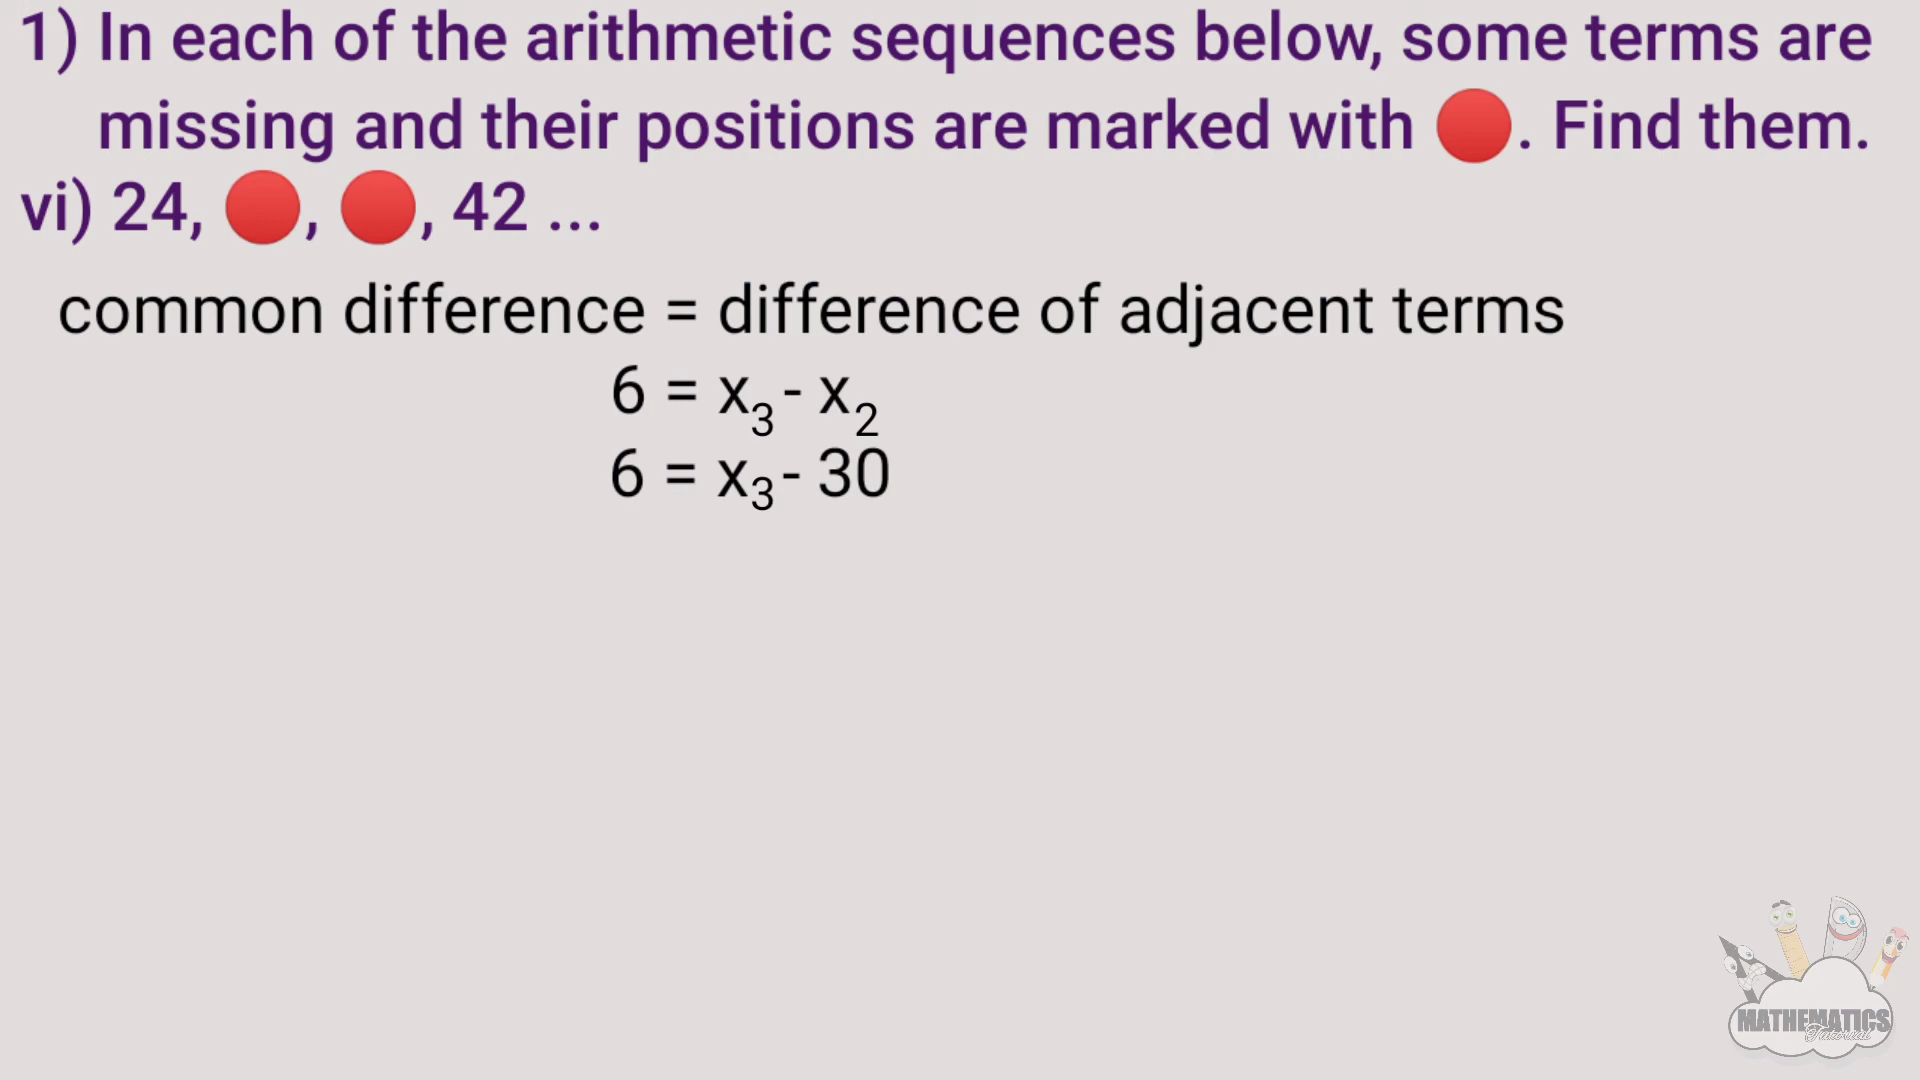 1) In each of the arithmetic sequences below, some terms are
missing and their positions are marked with 🔴. Find them.
vi) 24, 🔴, 🔴, 42 ...
common difference = difference of adjacent terms
6 = x₃ - x₂
6 = x₃ - 30
MATHEMATICS
Tutorial